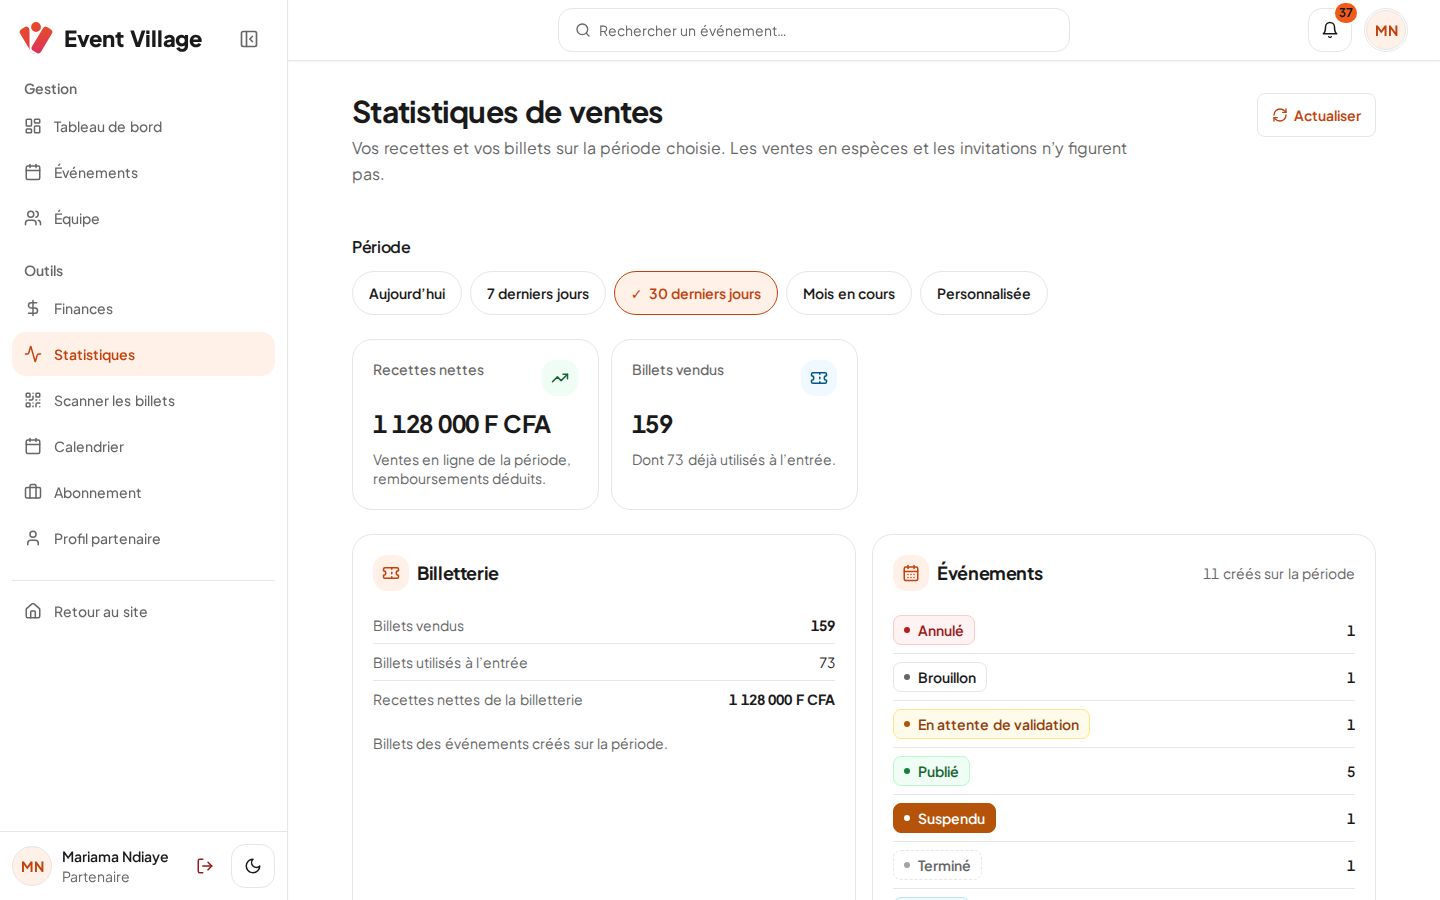 Event Village
Gestion
Tableau de bord
Événements
Équipe
Outils
Finances
Statistiques
Scanner les billets
Calendrier
Abonnement
Profil partenaire
Retour au site
MN
Mariama Ndiaye
Partenaire
Rechercher un événement…
37
MN
Statistiques de ventes
Vos recettes et vos billets sur la période choisie. Les ventes en espèces et les invitations n’y figurent
pas.
Actualiser
Période
Aujourd’hui
7 derniers jours
✓ 30 derniers jours
Mois en cours
Personnalisée
Recettes nettes
1 128 000 F CFA
Ventes en ligne de la période,
remboursements déduits.
Billets vendus
159
Dont 73 déjà utilisés à l’entrée.
Billetterie
Billets vendus 159
Billets utilisés à l’entrée 73
Recettes nettes de la billetterie 1 128 000 F CFA
Billets des événements créés sur la période.
Événements
11 créés sur la période
Annulé 1
Brouillon 1
En attente de validation 1
Publié 5
Suspendu 1
Terminé 1